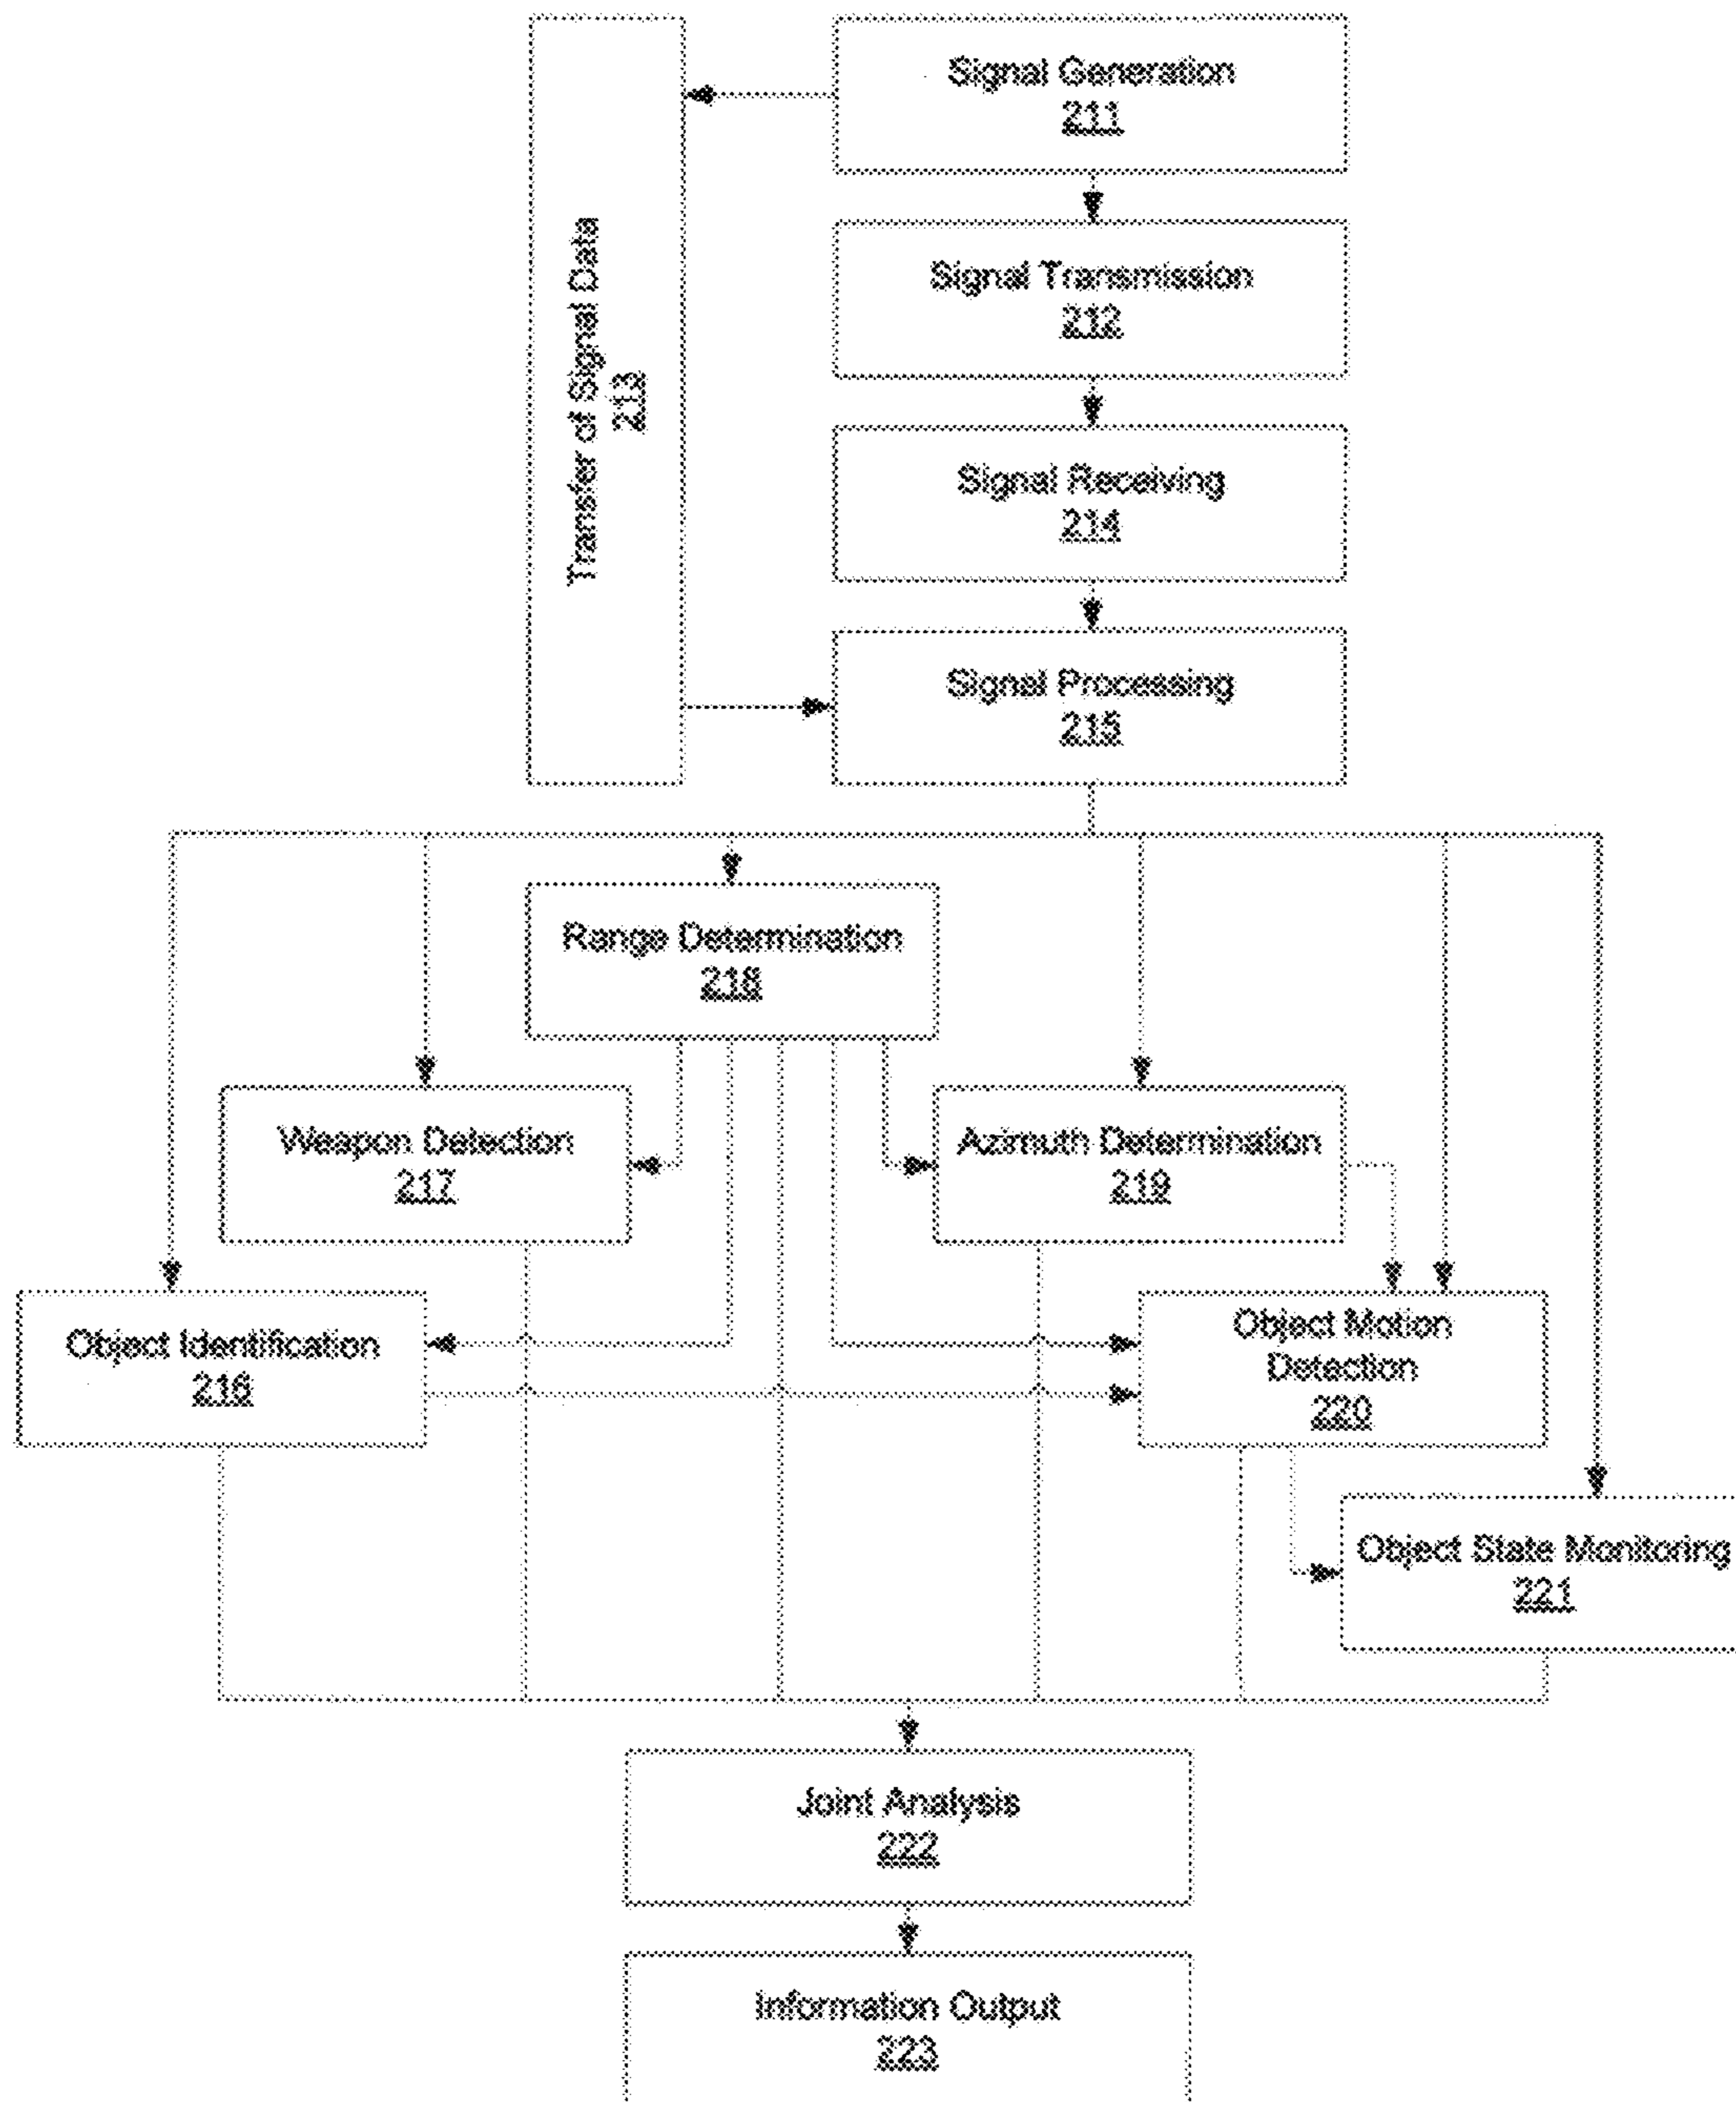 Signal Generation
211
Transfer of Signal Data
213
Signal Transmission
212
Signal Receiving
214
Signal Processing
215
Range Determination
218
Weapon Detection
217
Azimuth Determination
219
Object Identification
216
Object Motion
Detection
220
Object State Monitoring
221
Joint Analysis
222
Information Output
223